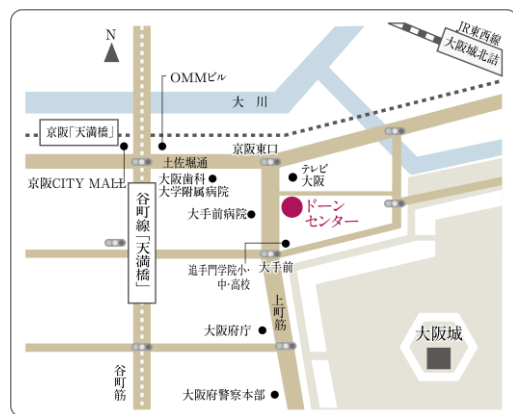 N
JR東西線
大阪城北詰
OMMビル
大 川
京阪「天満橋」
京阪東口
土佐堀通
テレビ
大阪
京阪CITY MALL
大阪歯科
大学附属病院
谷町線「天満橋」
大手前病院
ドーン
センター
追手門学院小・
中・高校
大手前
上町筋
大阪府庁
大阪城
谷町筋
大阪府警察本部